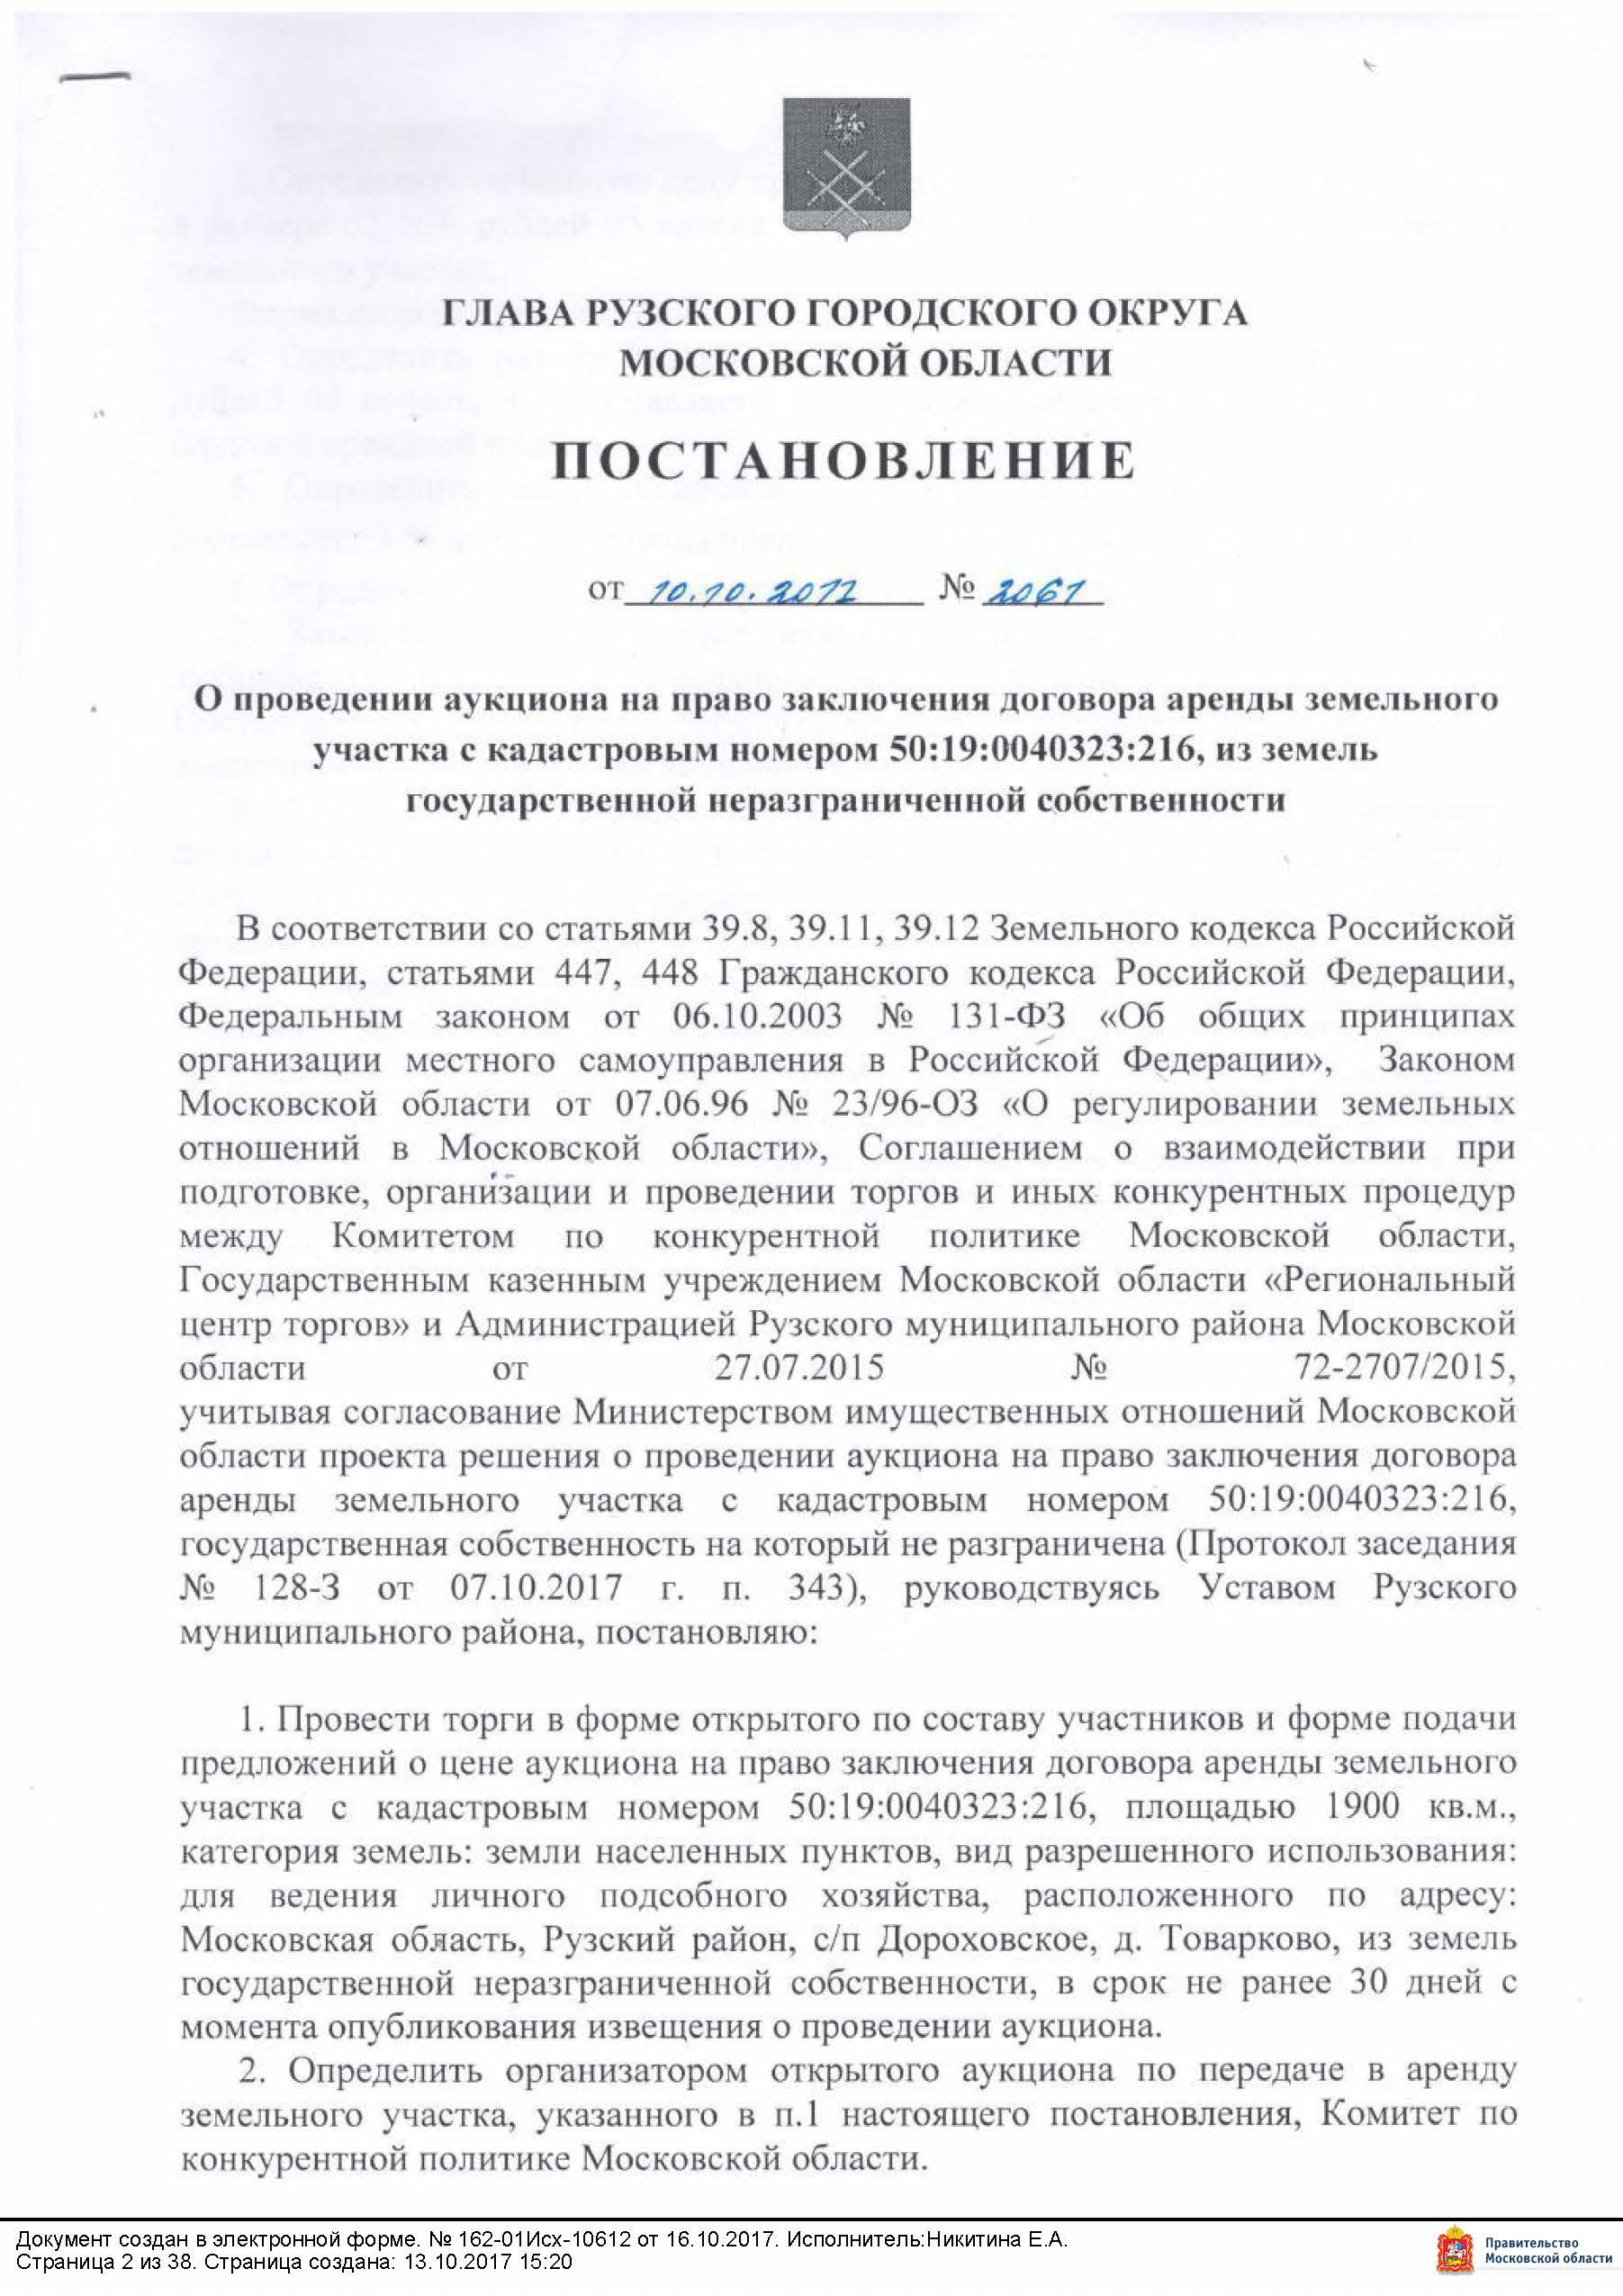 ГЛАВА РУЗСКОГО ГОРОДСКОГО ОКРУГА
МОСКОВСКОЙ ОБЛАСТИ
ПОСТАНОВЛЕНИЕ
от 10.10.2017 № 2061
О проведении аукциона на право заключения договора аренды земельного
участка с кадастровым номером 50:19:0040323:216, из земель
государственной неразграниченной собственности
В соответствии со статьями 39.8, 39.11, 39.12 Земельного кодекса Российской
Федерации, статьями 447, 448 Гражданского кодекса Российской Федерации,
Федеральным законом от 06.10.2003 № 131-ФЗ «Об общих принципах
организации местного самоуправления в Российской Федерации», Законом
Московской области от 07.06.96 № 23/96-ОЗ «О регулировании земельных
отношений в Московской области», Соглашением о взаимодействии при
подготовке, организации и проведении торгов и иных конкурентных процедур
между Комитетом по конкурентной политике Московской области,
Государственным казенным учреждением Московской области «Региональный
центр торгов» и Администрацией Рузского муниципального района Московской
области от 27.07.2015 № 72-2707/2015,
учитывая согласование Министерством имущественных отношений Московской
области проекта решения о проведении аукциона на право заключения договора
аренды земельного участка с кадастровым номером 50:19:0040323:216,
государственная собственность на который не разграничена (Протокол заседания
№ 128-З от 07.10.2017 г. п. 343), руководствуясь Уставом Рузского
муниципального района, постановляю:
1. Провести торги в форме открытого по составу участников и форме подачи
предложений о цене аукциона на право заключения договора аренды земельного
участка с кадастровым номером 50:19:0040323:216, площадью 1900 кв.м.,
категория земель: земли населенных пунктов, вид разрешенного использования:
для ведения личного подсобного хозяйства, расположенного по адресу:
Московская область, Рузский район, с/п Дороховское, д. Товарково, из земель
государственной неразграниченной собственности, в срок не ранее 30 дней с
момента опубликования извещения о проведении аукциона.
2. Определить организатором открытого аукциона по передаче в аренду
земельного участка, указанного в п.1 настоящего постановления, Комитет по
конкурентной политике Московской области.
Документ создан в электронной форме. № 162-01Исх-10612 от 16.10.2017. Исполнитель:Никитина Е.А.
Страница 2 из 38. Страница создана: 13.10.2017 15:20
Правительство
Московской области